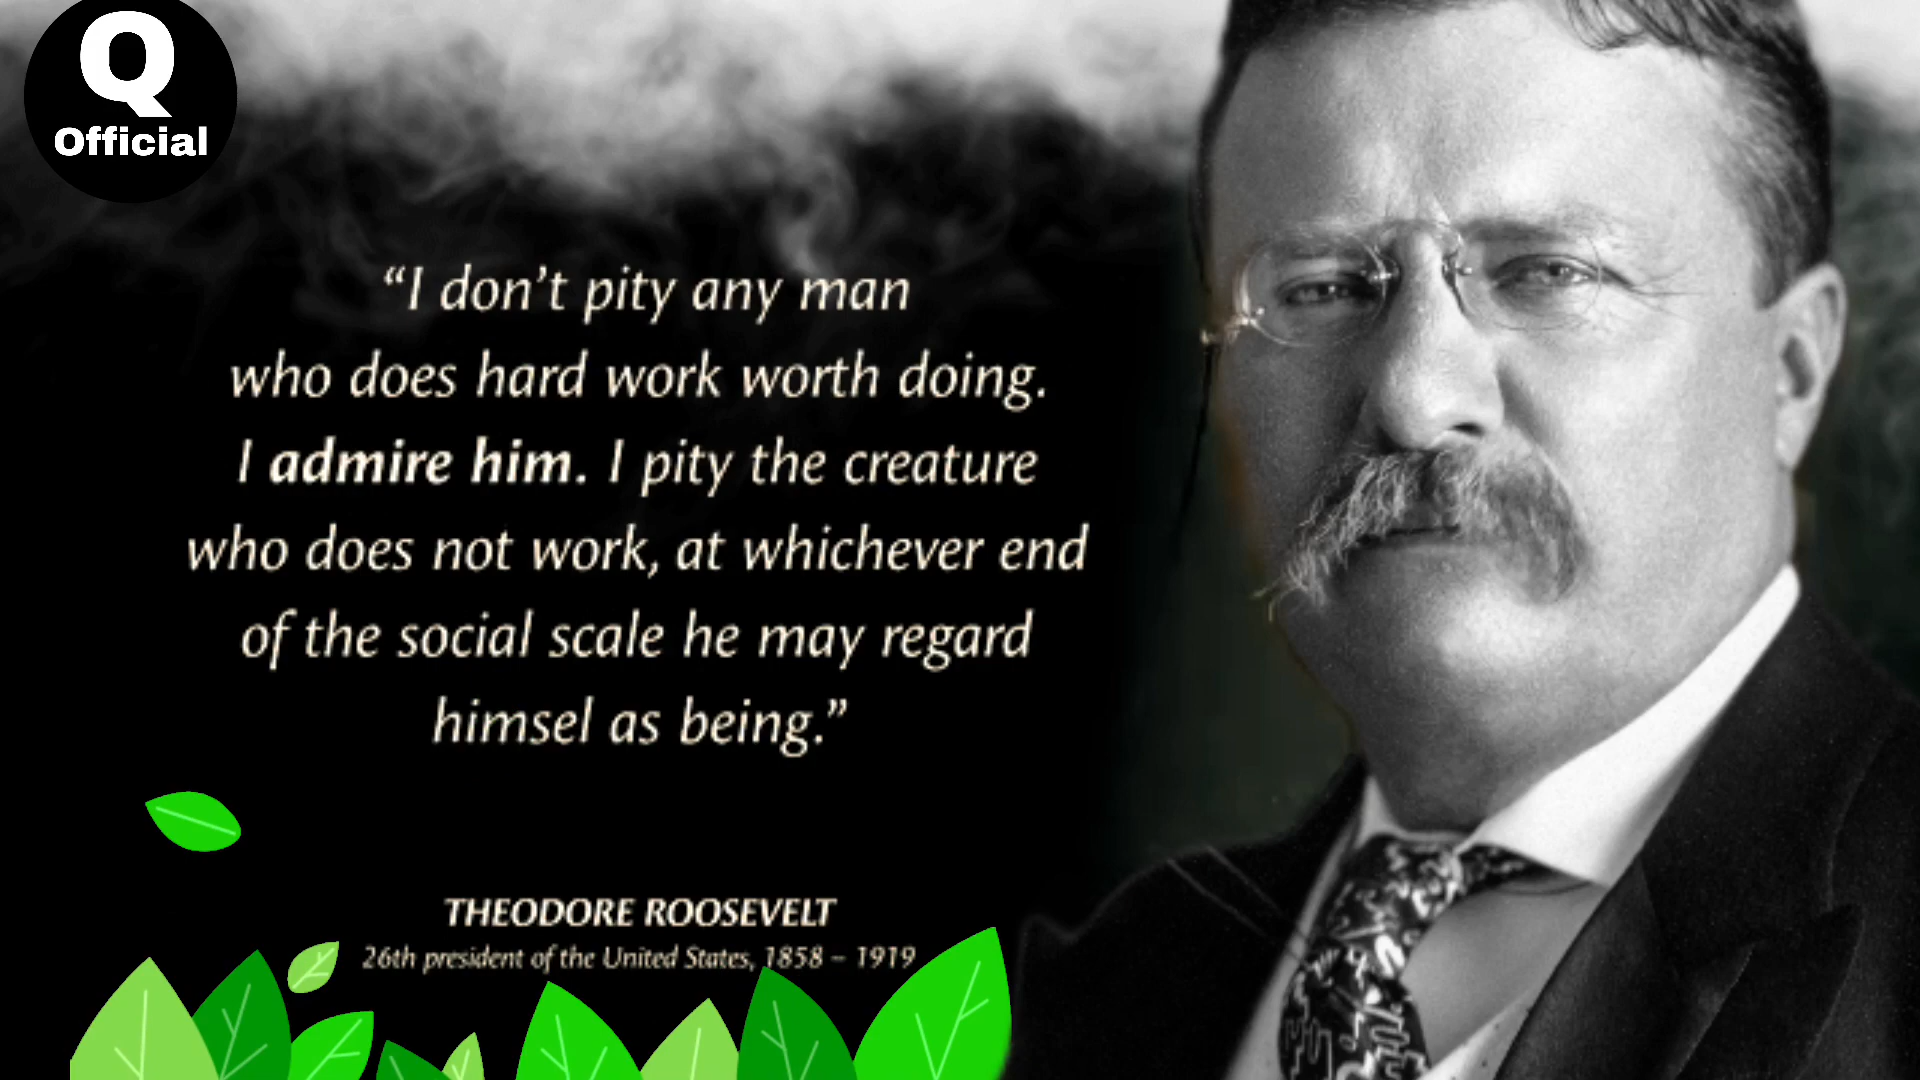 Q
Official
“I don’t pity any man
who does hard work worth doing.
I admire him. I pity the creature
who does not work, at whichever end
of the social scale he may regard
himsel as being.”
THEODORE ROOSEVELT
26th president of the United States, 1858 – 1919